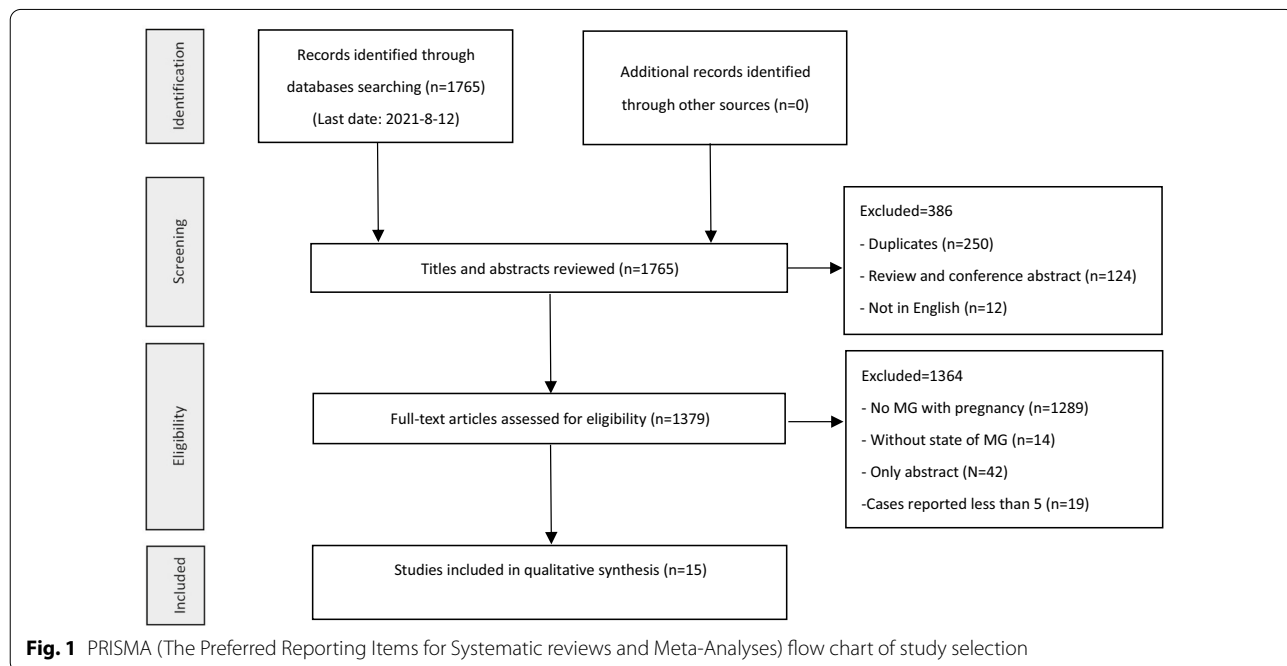 Identification
Records identified through
databases searching (n=1765)
(Last date: 2021-8-12)
Additional records identified
through other sources (n=0)
Screening
Titles and abstracts reviewed (n=1765)
Excluded=386
- Duplicates (n=250)
- Review and conference abstract (n=124)
- Not in English (n=12)
Eligibility
Full-text articles assessed for eligibility (n=1379)
Excluded=1364
- No MG with pregnancy (n=1289)
- Without state of MG (n=14)
- Only abstract (N=42)
-Cases reported less than 5 (n=19)
Included
Studies included in qualitative synthesis (n=15)
Fig. 1 PRISMA (The Preferred Reporting Items for Systematic reviews and Meta-Analyses) flow chart of study selection